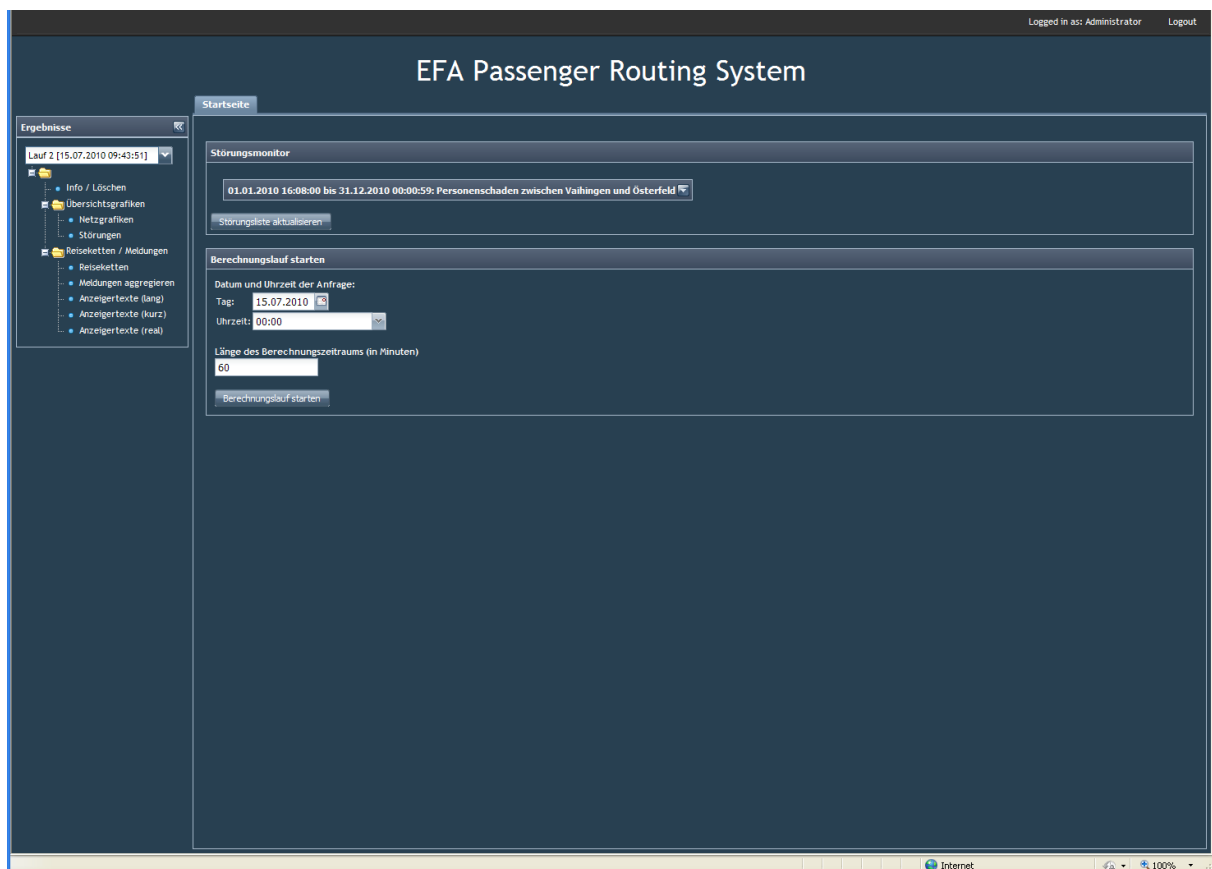 Logged in as: Administrator Logout
EFA Passenger Routing System
Startseite
Ergebnisse
Lauf 2 [15.07.2010 09:43:51]
Info / Löschen
Übersichtsgrafiken
Netzgrafiken
Störungen
Reiseketten / Meldungen
Reiseketten
Meldungen aggregieren
Anzeigertexte (lang)
Anzeigertexte (kurz)
Anzeigertexte (real)
Störungsmonitor
01.01.2010 16:08:00 bis 31.12.2010 00:00:59: Personenschaden zwischen Vaihingen und Österfeld
Störungsliste aktualisieren
Berechnungslauf starten
Datum und Uhrzeit der Anfrage:
Tag: 15.07.2010
Uhrzeit: 00:00
Länge des Berechnungszeitraums (in Minuten)
60
Berechnungslauf starten
Internet 100%